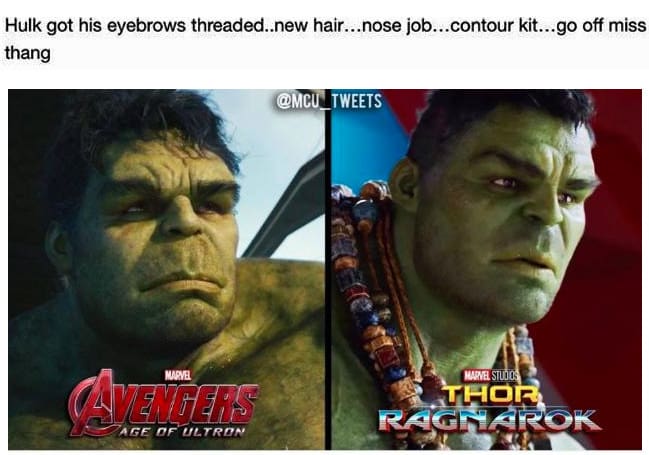 Hulk got his eyebrows threaded..new hair...nose job...contour kit...go off miss
thang
@MCU_TWEETS
MARVEL
AVENGERS
AGE OF ULTRON
MARVEL STUDIOS
THOR
RAGNAROK